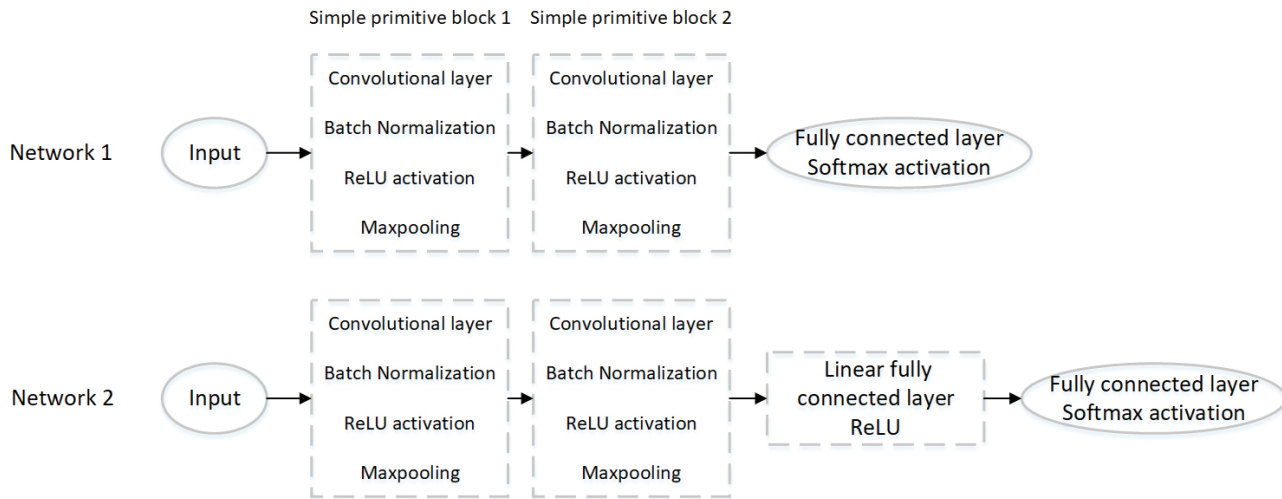 Simple primitive block 1
Simple primitive block 2
Network 1
Input
Convolutional layer
Batch Normalization
ReLU activation
Maxpooling
Convolutional layer
Batch Normalization
ReLU activation
Maxpooling
Fully connected layer
Softmax activation
Network 2
Input
Convolutional layer
Batch Normalization
ReLU activation
Maxpooling
Convolutional layer
Batch Normalization
ReLU activation
Maxpooling
Linear fully
connected layer
ReLU
Fully connected layer
Softmax activation